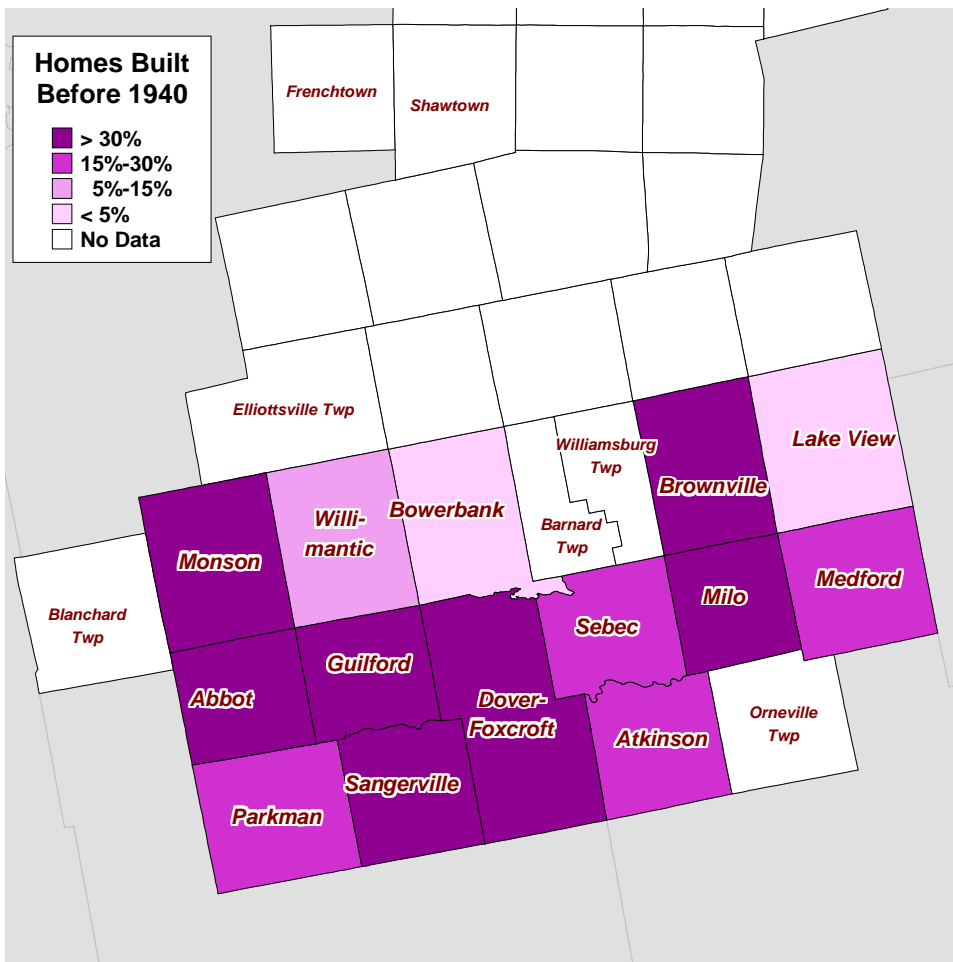 Homes Built
Before 1940
> 30%
15%-30%
5%-15%
< 5%
No Data
Frenchtown
Shawtown
Elliottsville Twp
Williamsburg
Twp
Lake View
Brownville
Bowerbank
Willi-
mantic
Barnard
Twp
Monson
Medford
Milo
Blanchard
Twp
Sebec
Guilford
Abbot
Dover-
Foxcroft
Orneville
Twp
Atkinson
Sangerville
Parkman